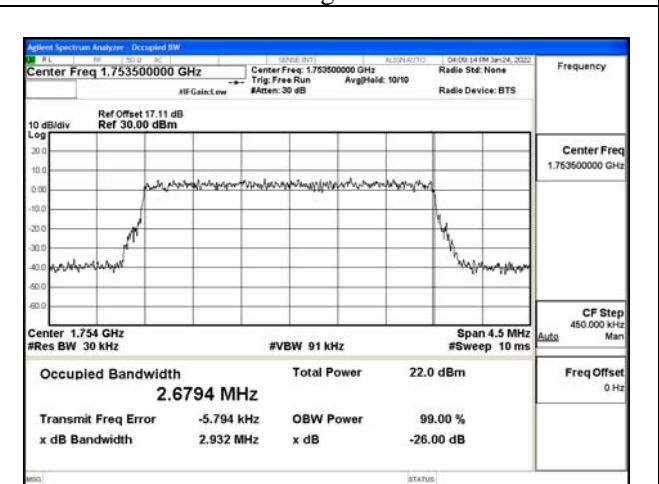 Agilent Spectrum Analyzer - Occupied BW
RL RF 50 Ω AC SENSE:INT ALIGN AUTO 04:09:14 PM Jan 24, 2022
Center Freq 1.753500000 GHz
Center Freq: 1.753500000 GHz
Radio Std: None
Frequency
Trig: Free Run
Avg|Hold: 10/10
#IFGain:Low
#Atten: 30 dB
Radio Device: BTS
Ref Offset 17.11 dB
10 dB/div
Ref 30.00 dBm
Log
20.0
10.0
0.00
-10.0
-20.0
-30.0
-40.0
-50.0
-60.0
Center Freq
1.753500000 GHz
Center 1.754 GHz
Span 4.5 MHz
#Res BW 30 kHz
#VBW 91 kHz
#Sweep 10 ms
CF Step
450.000 kHz
Auto Man
Occupied Bandwidth
Total Power 22.0 dBm
2.6794 MHz
Freq Offset
0 Hz
Transmit Freq Error -5.794 kHz
OBW Power 99.00 %
x dB Bandwidth 2.932 MHz
x dB -26.00 dB
MSG
STATUS